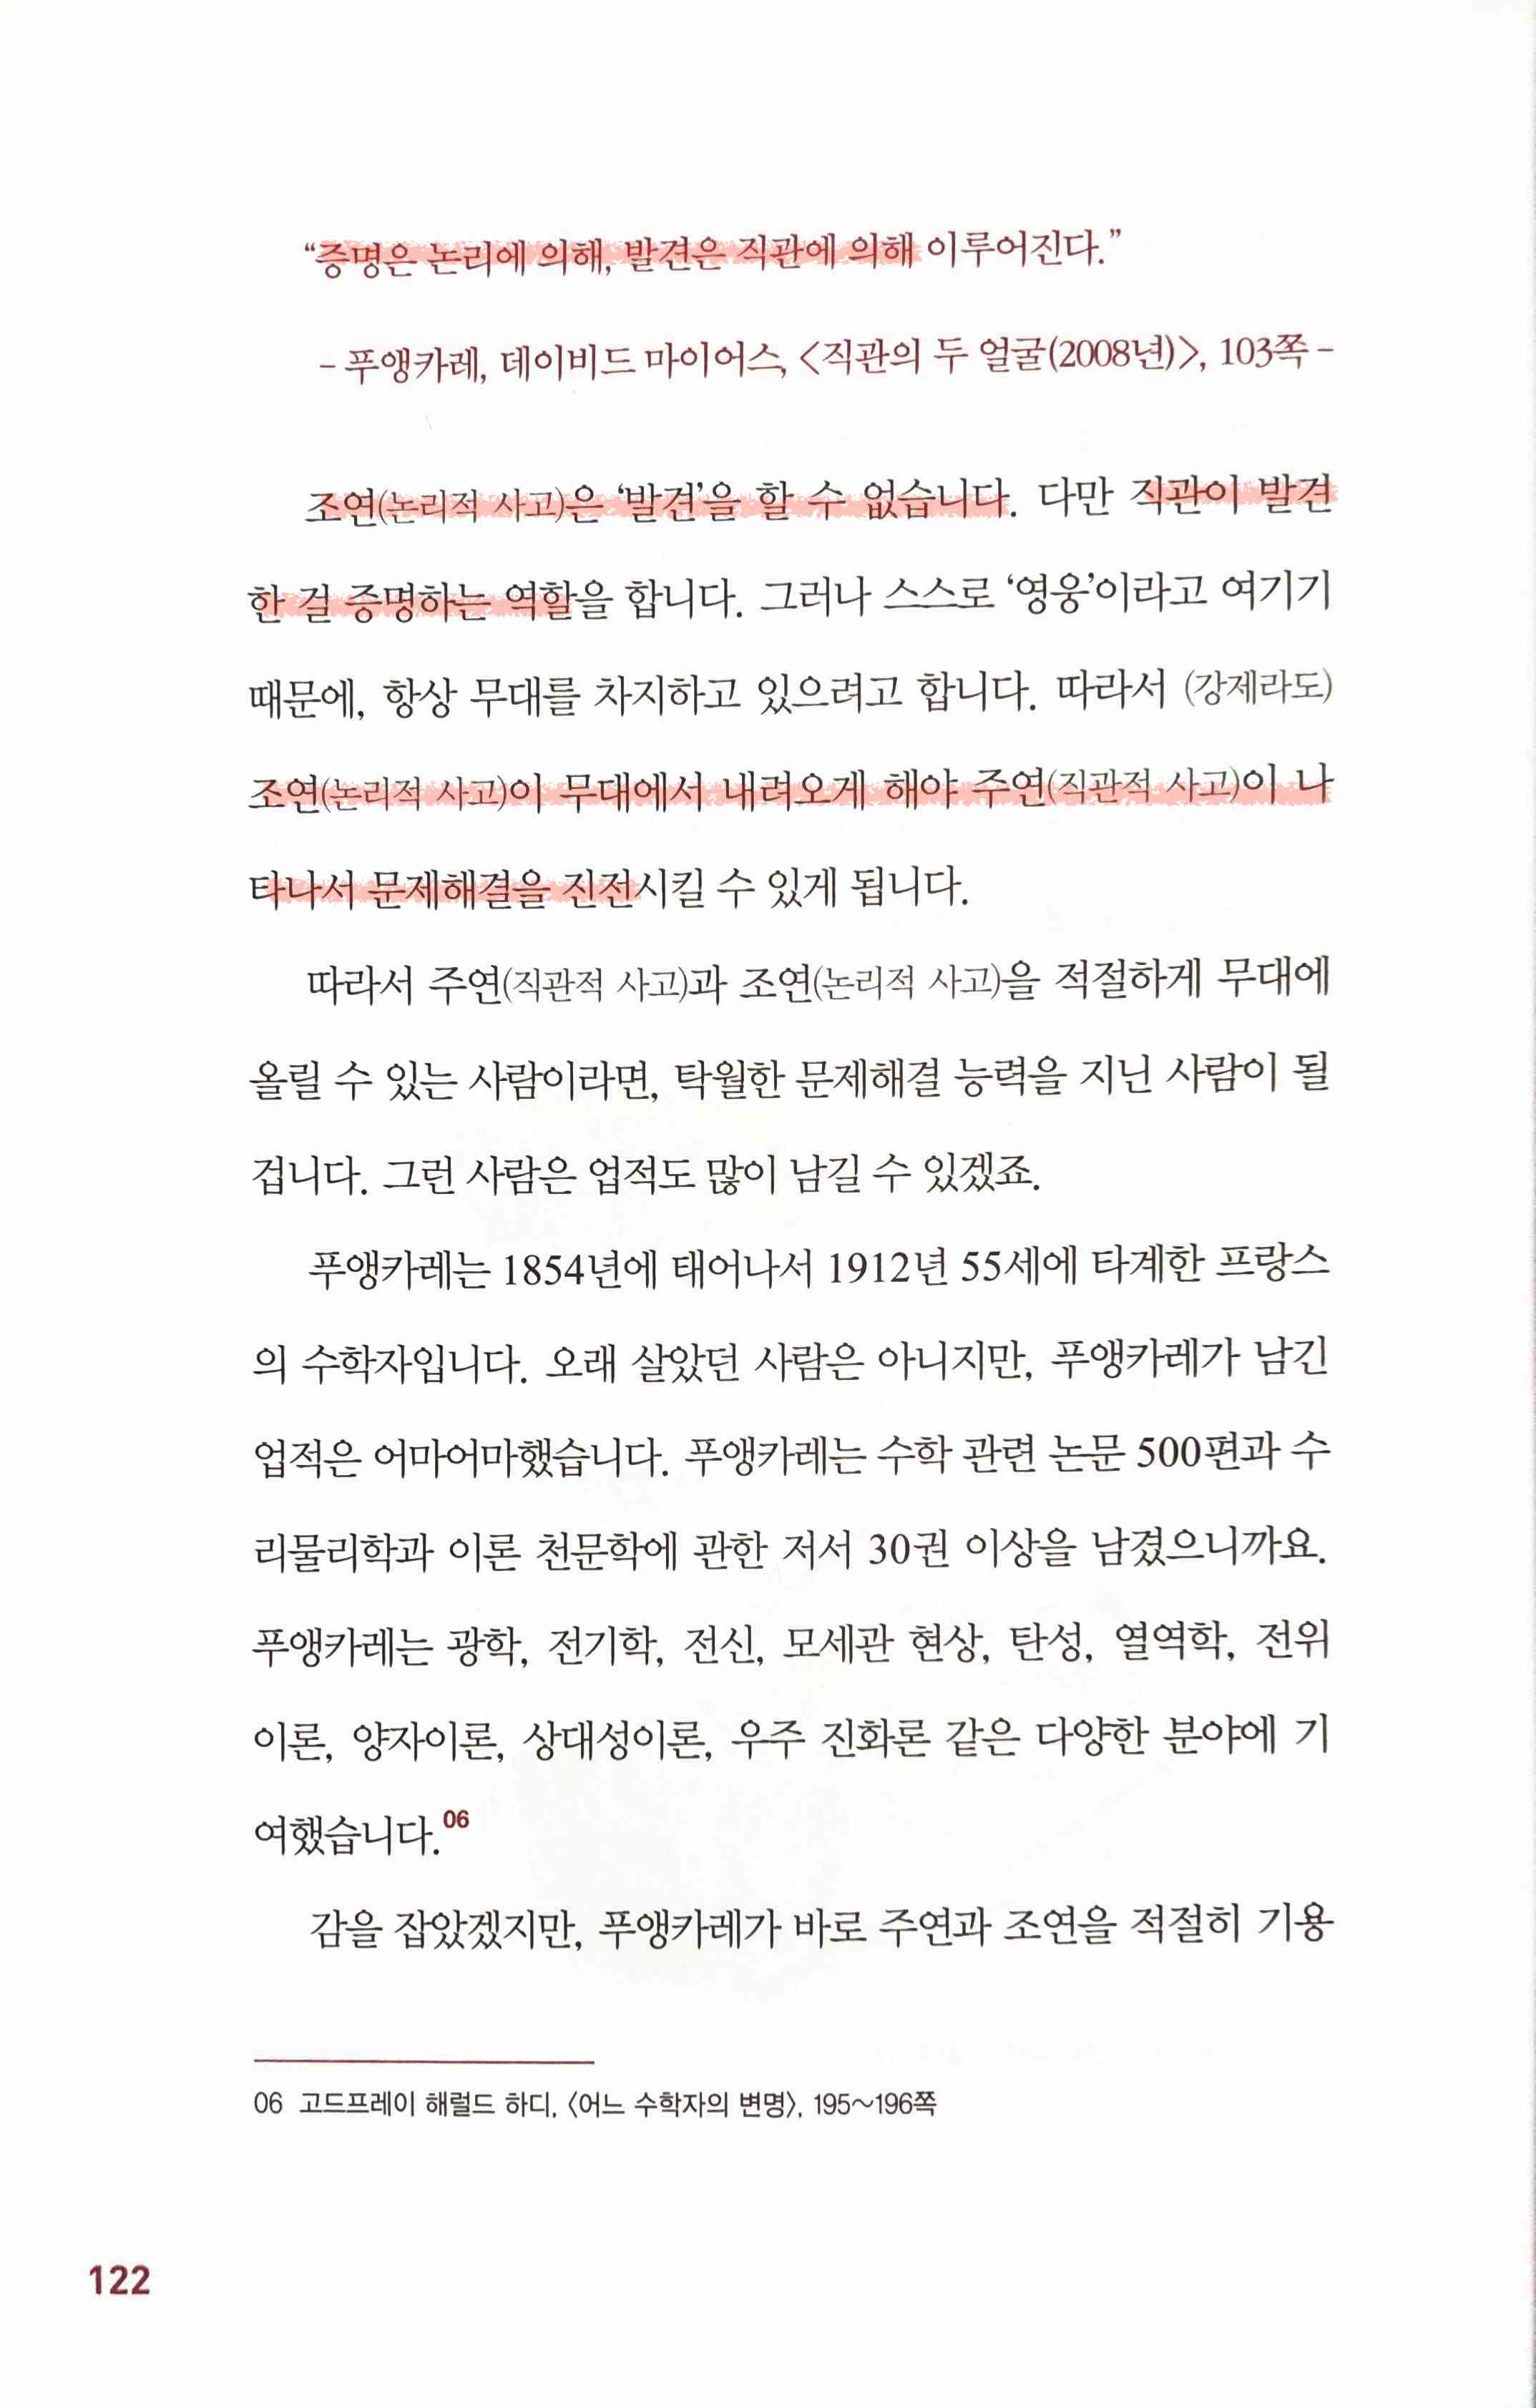 “증명은 논리에 의해, 발견은 직관에 의해 이루어진다.”
– 푸앵카레, 데이비드 마이어스, <직관의 두 얼굴(2008년)>, 103쪽 –
조연(논리적 사고)은 ‘발견’을 할 수 없습니다. 다만 직관이 발견
한 걸 증명하는 역할을 합니다. 그러나 스스로 ‘영웅’이라고 여기기
때문에, 항상 무대를 차지하고 있으려고 합니다. 따라서 (강제라도)
조연(논리적 사고)이 무대에서 내려오게 해야 주연(직관적 사고)이 나
타나서 문제해결을 진전시킬 수 있게 됩니다.
따라서 주연(직관적 사고)과 조연(논리적 사고)을 적절하게 무대에
올릴 수 있는 사람이라면, 탁월한 문제해결 능력을 지닌 사람이 될
겁니다. 그런 사람은 업적도 많이 남길 수 있겠죠.
푸앵카레는 1854년에 태어나서 1912년 55세에 타계한 프랑스
의 수학자입니다. 오래 살았던 사람은 아니지만, 푸앵카레가 남긴
업적은 어마어마했습니다. 푸앵카레는 수학 관련 논문 500편과 수
리물리학과 이론 천문학에 관한 저서 30권 이상을 남겼으니까요.
푸앵카레는 광학, 전기학, 전신, 모세관 현상, 탄성, 열역학, 전위
이론, 양자이론, 상대성이론, 우주 진화론 같은 다양한 분야에 기
여했습니다.06
감을 잡았겠지만, 푸앵카레가 바로 주연과 조연을 적절히 기용
06 고드프레이 해럴드 하디, 〈어느 수학자의 변명〉, 195~196쪽
122